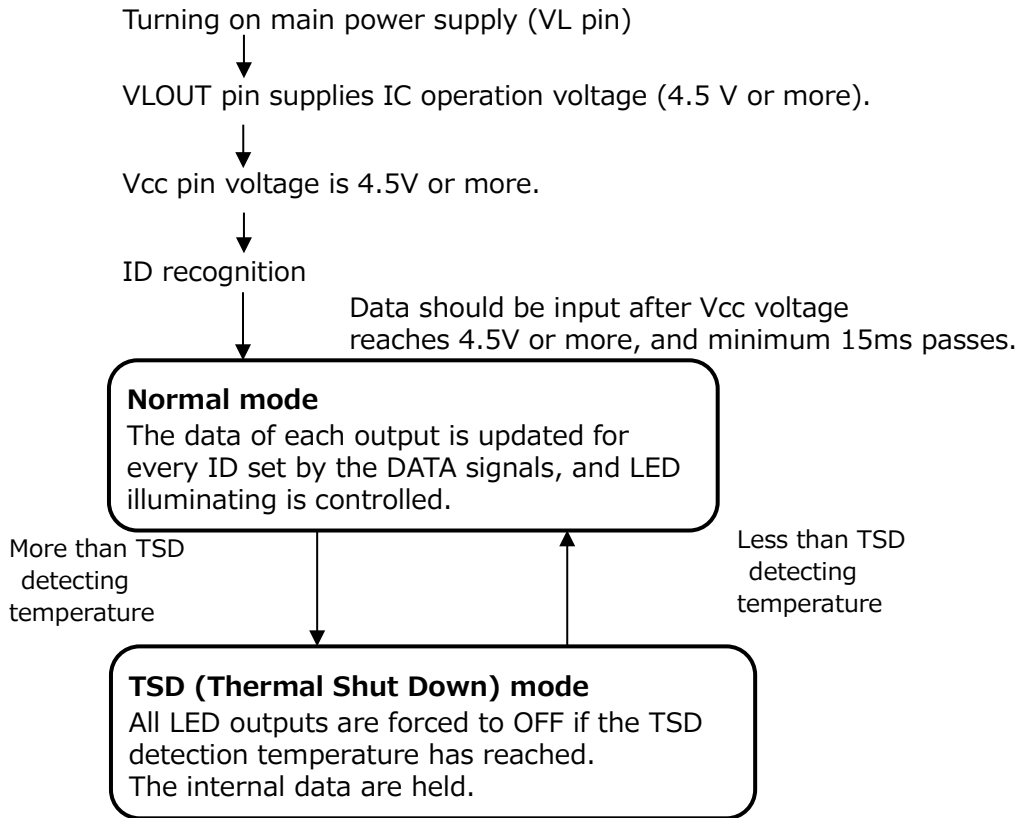 Turning on main power supply (VL pin)
VLOUT pin supplies IC operation voltage (4.5 V or more).
Vcc pin voltage is 4.5V or more.
ID recognition
Data should be input after Vcc voltage
reaches 4.5V or more, and minimum 15ms passes.
Normal mode
The data of each output is updated for
every ID set by the DATA signals, and LED
illuminating is controlled.
More than TSD
detecting
temperature
Less than TSD
detecting
temperature
TSD (Thermal Shut Down) mode
All LED outputs are forced to OFF if the TSD
detection temperature has reached.
The internal data are held.